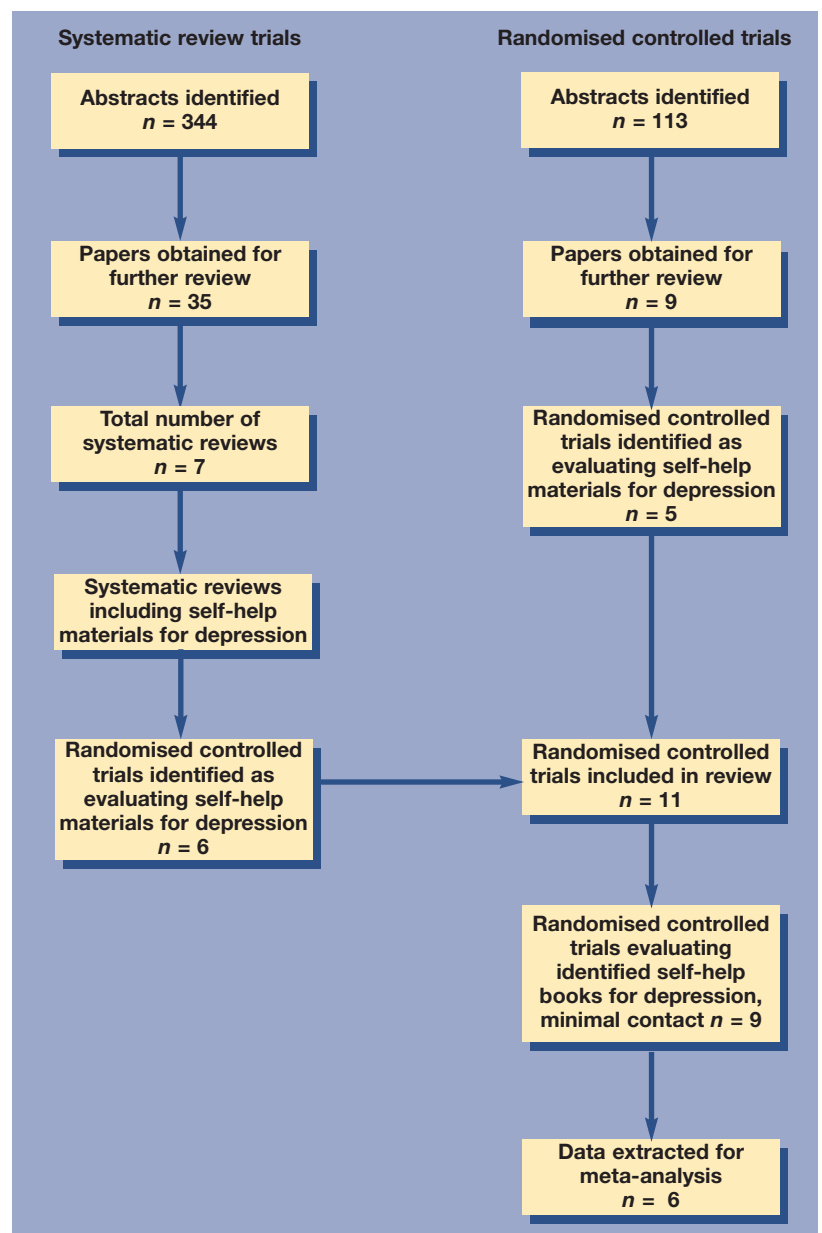 Systematic review trials
Abstracts identified
n = 344
Papers obtained for
further review
n = 35
Total number of
systematic reviews
n = 7
Systematic reviews
including self-help
materials for depression
Randomised controlled
trials identified as
evaluating self-help
materials for depression
n = 6
Randomised controlled trials
Abstracts identified
n = 113
Papers obtained for
further review
n = 9
Randomised controlled
trials identified as
evaluating self-help
materials for depression
n = 5
Randomised controlled
trials included in review
n = 11
Randomised controlled
trials evaluating
identified self-help
books for depression,
minimal contact n = 9
Data extracted for
meta-analysis
n = 6